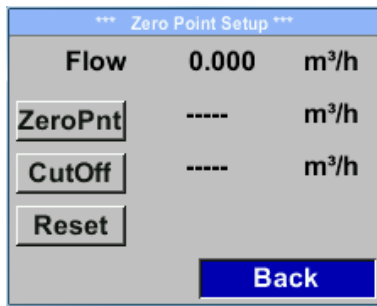 *** Zero Point Setup ***
Flow 0.000 m³/h
ZeroPnt ----- m³/h
CutOff ----- m³/h
Reset
Back